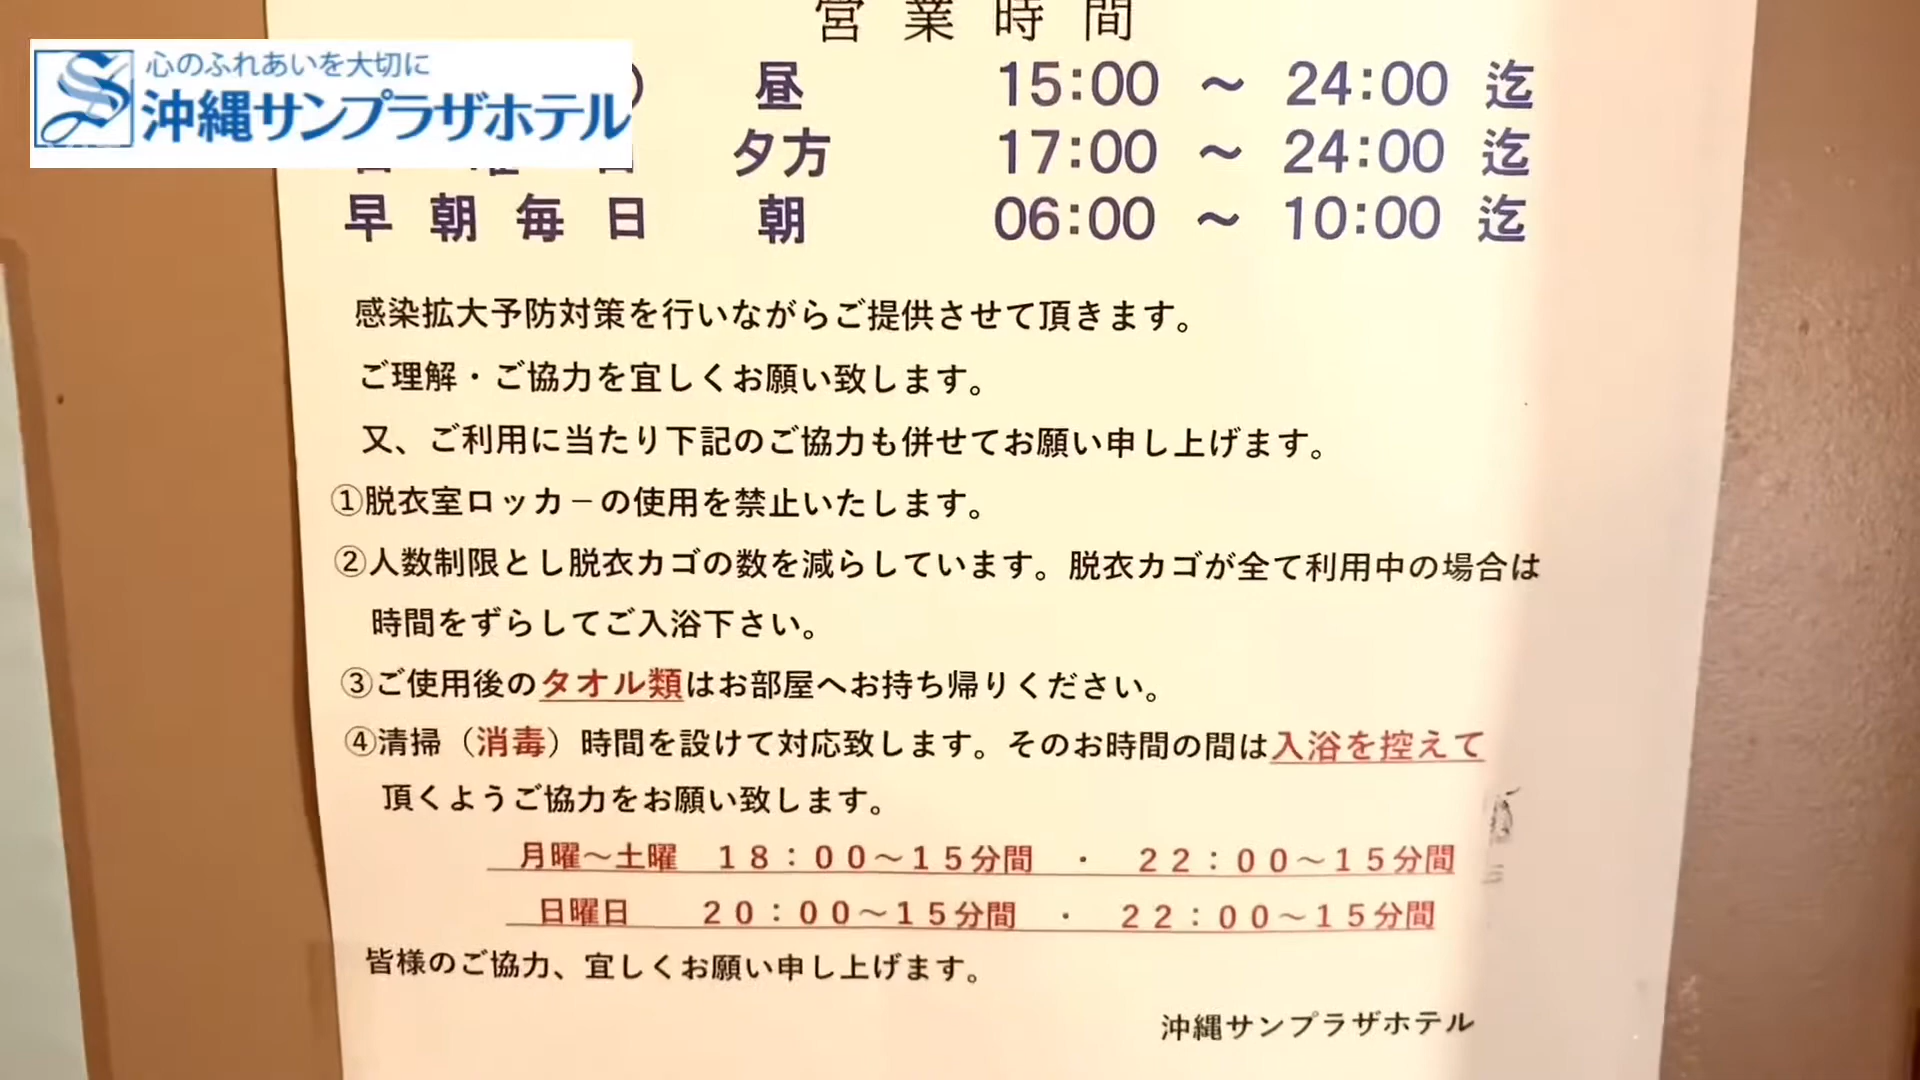 営業時間
心のふれあいを大切に
沖縄サンプラザホテル
) 昼 15:00 ～ 24:00 迄
夕方 17:00 ～ 24:00 迄
早朝毎日 朝 06:00 ～ 10:00 迄
感染拡大予防対策を行いながらご提供させて頂きます。
ご理解・ご協力を宜しくお願い致します。
又、ご利用に当たり下記のご協力も併せてお願い申し上げます。
①脱衣室ロッカーの使用を禁止いたします。
②人数制限とし脱衣カゴの数を減らしています。脱衣カゴが全て利用中の場合は
時間をずらしてご入浴下さい。
③ご使用後のタオル類はお部屋へお持ち帰りください。
④清掃（消毒）時間を設けて対応致します。そのお時間の間は入浴を控えて
頂くようご協力をお願い致します。
月曜～土曜 １８：００～１５分間 ・ ２２：００～１５分間
日曜日 ２０：００～１５分間 ・ ２２：００～１５分間
皆様のご協力、宜しくお願い申し上げます。
沖縄サンプラザホテル